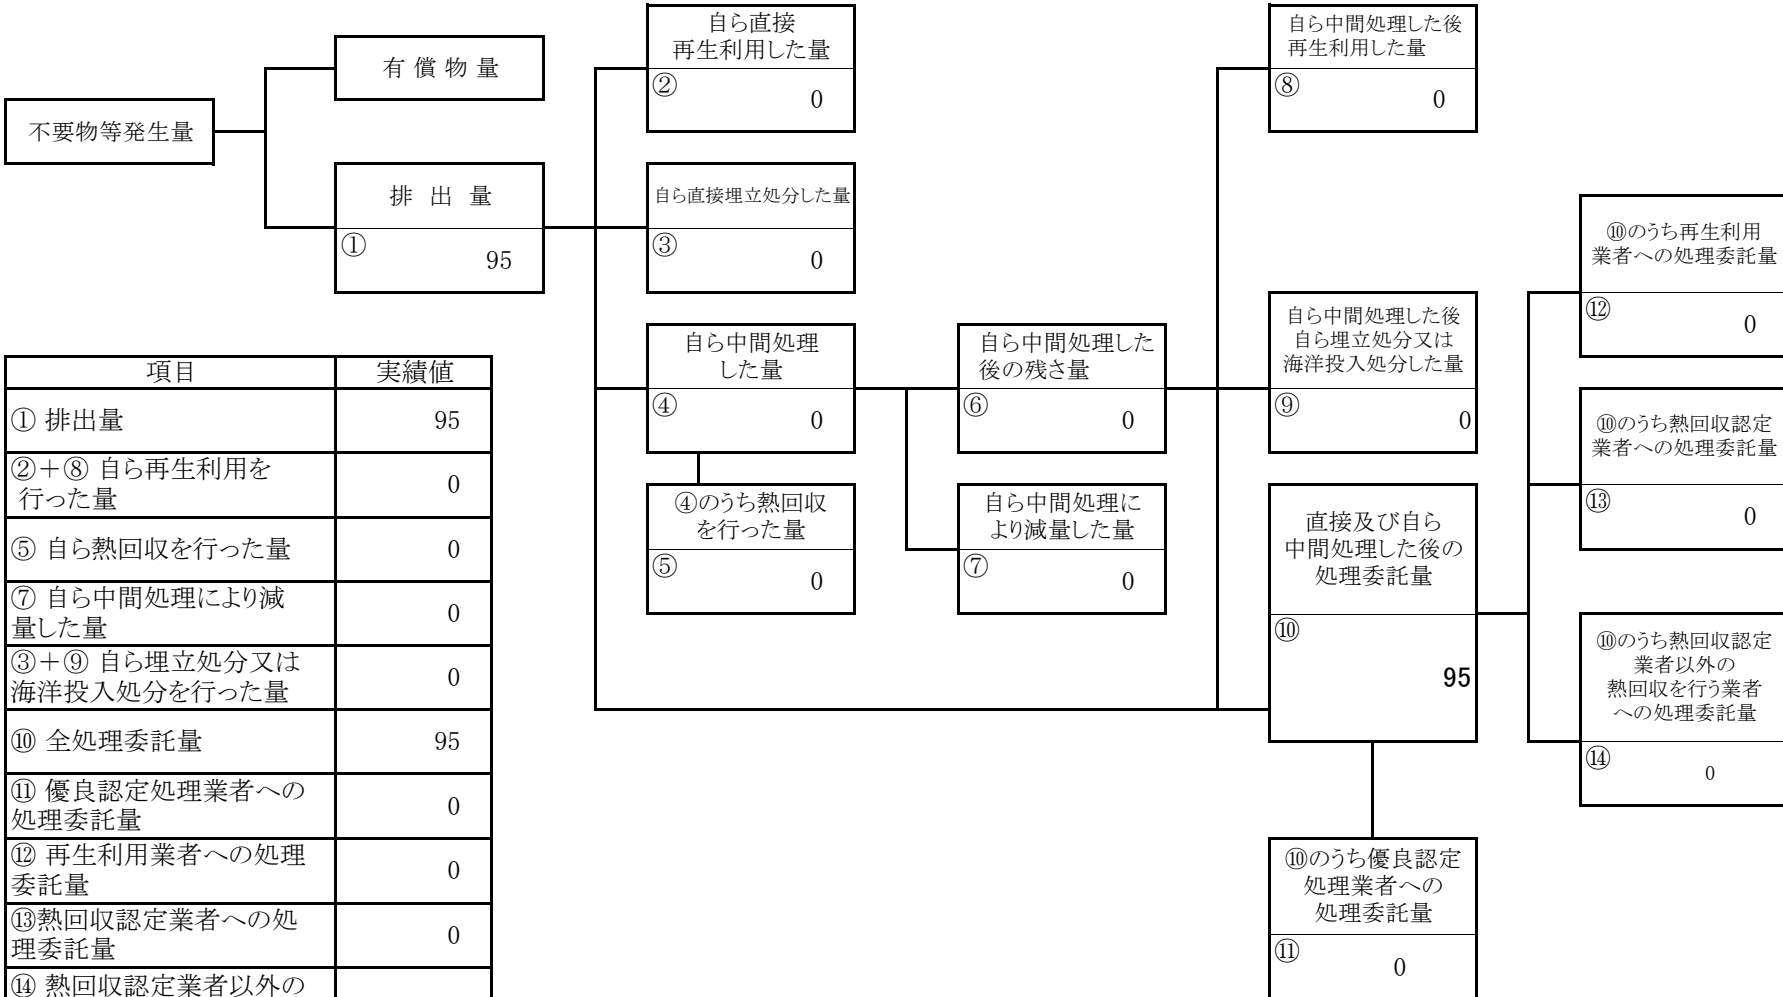 不要物等発生量
有 償 物 量
排 出 量
①
95
自ら直接
再生利用した量
②
0
自ら直接埋立処分した量
③
0
自ら中間処理
した量
④
0
④のうち熱回収
を行った量
⑤
0
自ら中間処理した
後の残さ量
⑥
0
自ら中間処理に
より減量した量
⑦
0
自ら中間処理した後
再生利用した量
⑧
0
自ら中間処理した後
自ら埋立処分又は
海洋投入処分した量
⑨
0
直接及び自ら
中間処理した後の
処理委託量
⑩
95
⑩のうち優良認定
処理業者への
処理委託量
⑪
0
⑩のうち再生利用
業者への処理委託量
⑫
0
⑩のうち熱回収認定
業者への処理委託量
⑬
0
⑩のうち熱回収認定
業者以外の
熱回収を行う業者
への処理委託量
⑭
0
項目 実績値
① 排出量 95
②+⑧ 自ら再生利用を
行った量 0
⑤ 自ら熱回収を行った量 0
⑦ 自ら中間処理により減
量した量 0
③+⑨ 自ら埋立処分又は
海洋投入処分を行った量 0
⑩ 全処理委託量 95
⑪ 優良認定処理業者への
処理委託量 0
⑫ 再生利用業者への処理
委託量 0
⑬熱回収認定業者への処
理委託量 0
⑭ 熱回収認定業者以外の